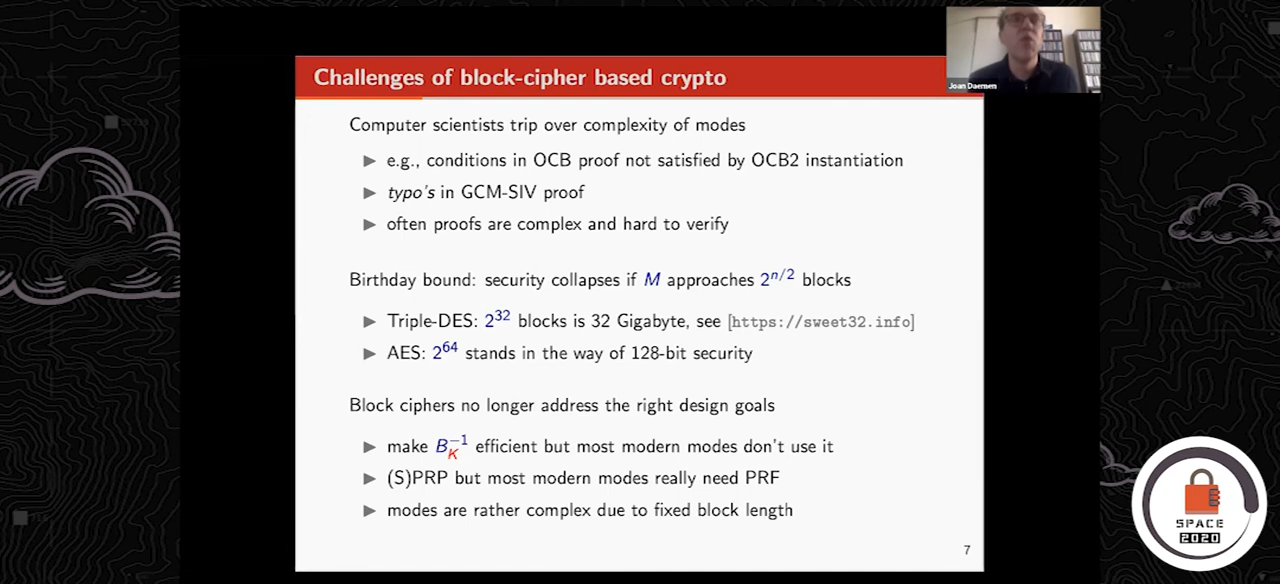 Challenges of block-cipher based crypto
Joan Daemen
Computer scientists trip over complexity of modes
▶ e.g., conditions in OCB proof not satisfied by OCB2 instantiation
▶ typo's in GCM-SIV proof
▶ often proofs are complex and hard to verify
Birthday bound: security collapses if M approaches 2^{n/2} blocks
▶ Triple-DES: 2^{32} blocks is 32 Gigabyte, see [https://sweet32.info]
▶ AES: 2^{64} stands in the way of 128-bit security
Block ciphers no longer address the right design goals
▶ make B_K^{-1} efficient but most modern modes don't use it
▶ (S)PRP but most modern modes really need PRF
▶ modes are rather complex due to fixed block length
7
SPACE
2020